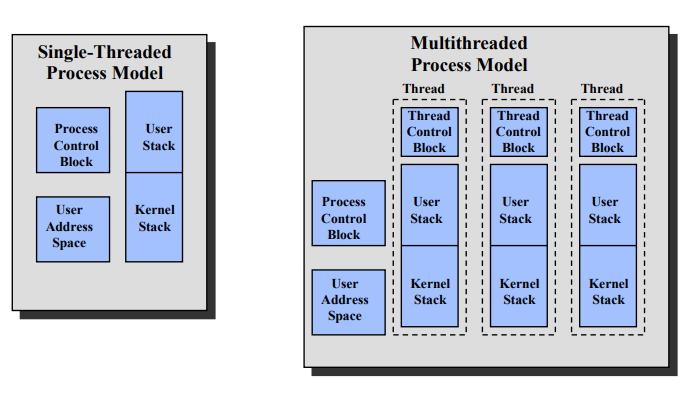 Single-Threaded
Process Model
Process
Control
Block
User
Stack
User
Address
Space
Kernel
Stack
Multithreaded
Process Model
Thread
Thread
Thread
Thread
Control
Block
Thread
Control
Block
Thread
Control
Block
Process
Control
Block
User
Stack
User
Stack
User
Stack
User
Address
Space
Kernel
Stack
Kernel
Stack
Kernel
Stack